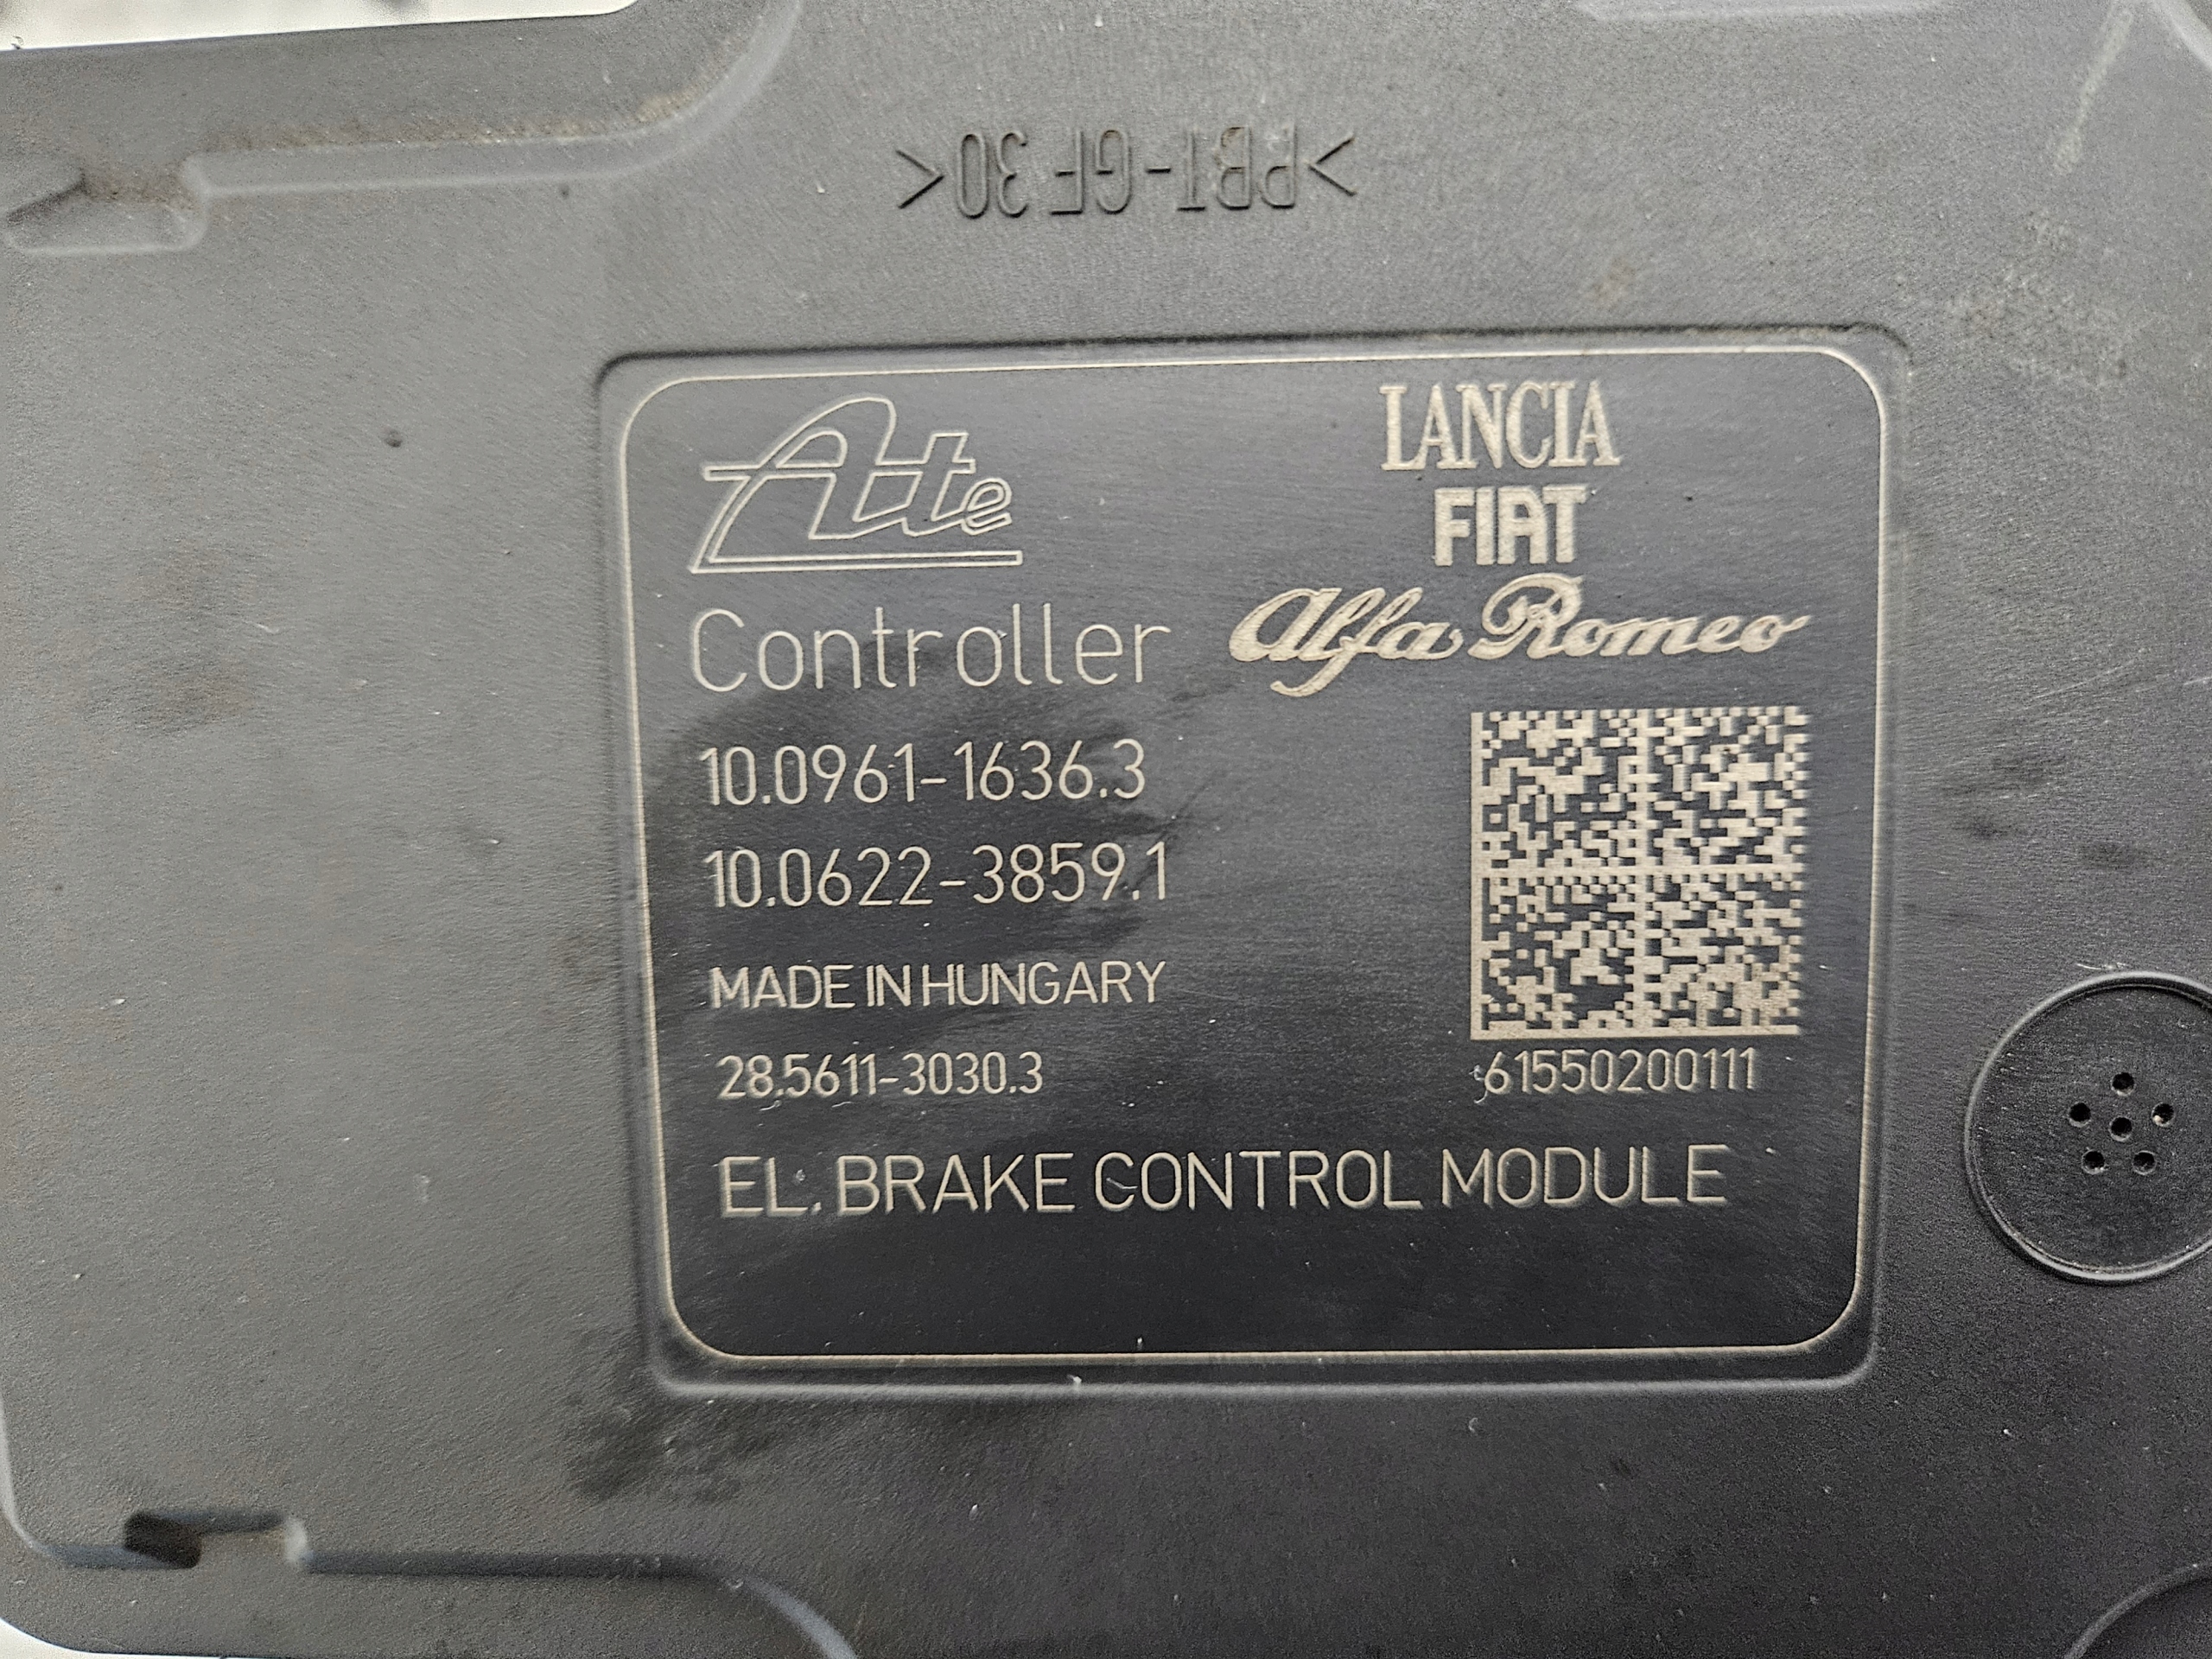 >PBT-GF 30<
Ate
LANCIA
FIAT
Alfa Romeo
Controller
10.0961-1636.3
10.0622-3859.1
MADE IN HUNGARY
28.5611-3030.3
61550200111
EL. BRAKE CONTROL MODULE